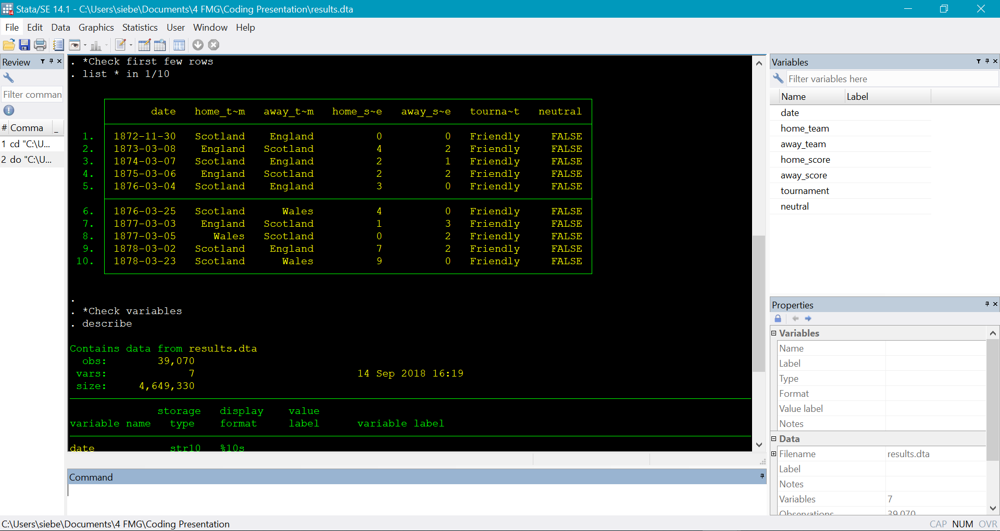 Stata/SE 14.1 - C:\Users\siebe\Documents\4 FMG\Coding Presentation\results.dta
File Edit Data Graphics Statistics User Window Help
Review
Filter comman
# Comma _
1 cd "C:\U...
2 do "C:\U...
. *Check first few rows
. list * in 1/10
date home_t~m away_t~m home_s~e away_s~e tourna~t neutral
1. 1872-11-30 Scotland England 0 0 Friendly FALSE
2. 1873-03-08 England Scotland 4 2 Friendly FALSE
3. 1874-03-07 Scotland England 2 1 Friendly FALSE
4. 1875-03-06 England Scotland 2 2 Friendly FALSE
5. 1876-03-04 Scotland England 3 0 Friendly FALSE
6. 1876-03-25 Scotland Wales 4 0 Friendly FALSE
7. 1877-03-03 England Scotland 1 3 Friendly FALSE
8. 1877-03-05 Wales Scotland 0 2 Friendly FALSE
9. 1878-03-02 Scotland England 7 2 Friendly FALSE
10. 1878-03-23 Scotland Wales 9 0 Friendly FALSE
.
. *Check variables
. describe
Contains data from results.dta
obs: 39,070
vars: 7 14 Sep 2018 16:19
size: 4,649,330
storage display value
variable name type format label variable label
date str10 %10s
Command
Variables
Filter variables here
Name Label
date
home_team
away_team
home_score
away_score
tournament
neutral
Properties
Variables
Name
Label
Type
Format
Value label
Notes
Data
Filename results.dta
Label
Notes
Variables 7
Observations 39,070
C:\Users\siebe\Documents\4 FMG\Coding Presentation
CAP NUM OVR